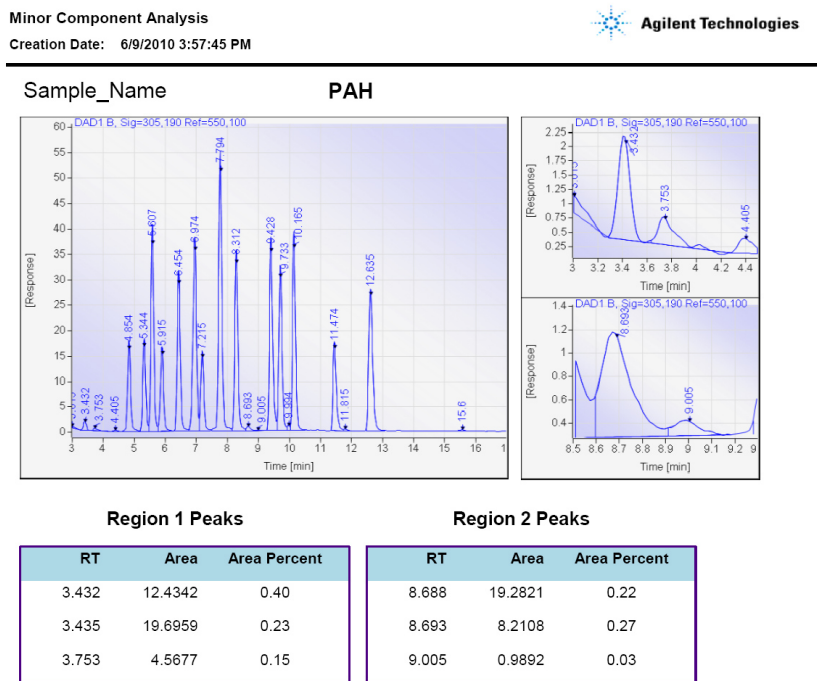 Minor Component Analysis
Creation Date: 6/9/2010 3:57:45 PM
Agilent Technologies
Sample_Name PAH
DAD1 B, Sig=305,190 Ref=550,100
[Response]
60
55
50
45
40
35
30
25
20
15
10
5
0
3.432
3.753
4.405
4.854
5.344
5.607
5.915
6.454
6.974
7.215
7.794
8.312
8.693
9.005
9.428
9.733
9.994
10.165
11.474
11.815
12.635
15.6
3 4 5 6 7 8 9 10 11 12 13 14 15 16 1
Time [min]
DAD1 B, Sig=305,190 Ref=550,100
[Response]
2.25
2
1.75
1.5
1.25
1
0.75
0.5
0.25
3.432
3.753
4.405
3 3.2 3.4 3.6 3.8 4 4.2 4.4
Time [min]
DAD1 B, Sig=305,190 Ref=550,100
[Response]
1.4
1.2
1
0.8
0.6
0.4
8.693
9.005
8.5 8.6 8.7 8.8 8.9 9 9.1 9.2 9
Time [min]
Region 1 Peaks
RT Area Area Percent
3.432 12.4342 0.40
3.435 19.6959 0.23
3.753 4.5677 0.15
Region 2 Peaks
RT Area Area Percent
8.688 19.2821 0.22
8.693 8.2108 0.27
9.005 0.9892 0.03